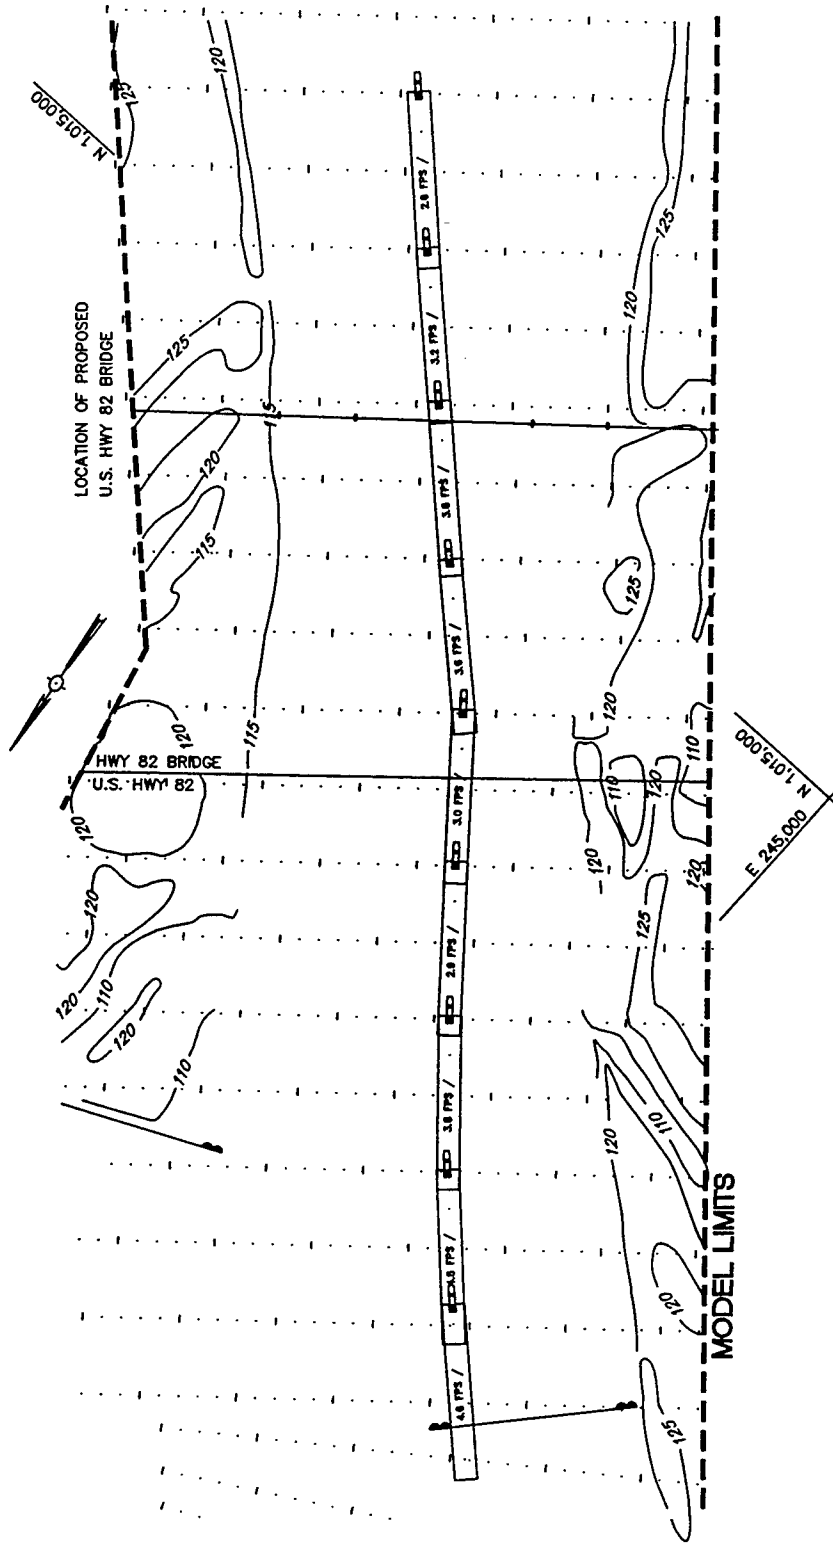 120
125
N 1,015,000
125
2.8 FPS /
120
LOCATION OF PROPOSED
U.S. HWY 82 BRIDGE
125
3.2 FPS /
115
120
115
3.8 FPS /
125
3.6 FPS /
120
120
115
110
N 1,015,000
HWY 82 BRIDGE
U.S. HWY 82
110
120
120
3.0 FPS /
120
120
E 245,000
120
125
2.9 FPS /
120
110
120
110
3.8 FPS /
110
120
MODEL LIMITS
120
4.6 FPS /
125